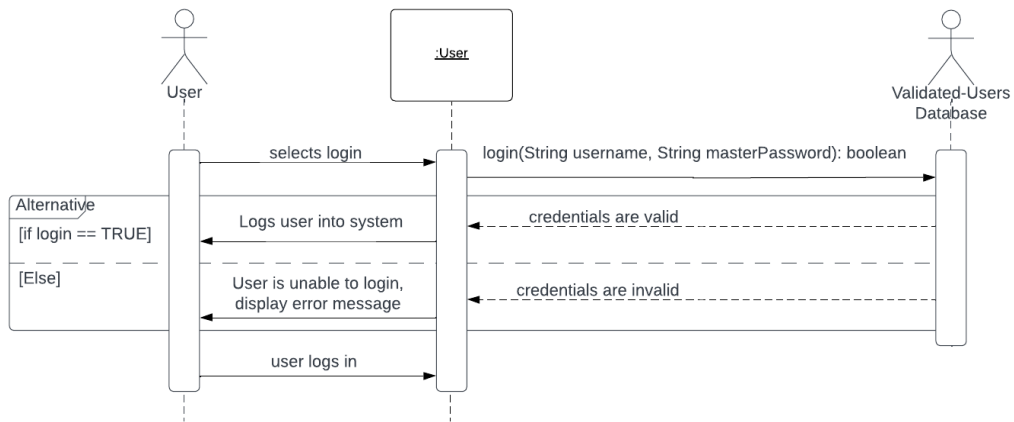 :User
User
Validated-Users
Database
selects login
login(String username, String masterPassword): boolean
Alternative
[if login == TRUE]
Logs user into system
credentials are valid
[Else]
User is unable to login,
display error message
credentials are invalid
user logs in